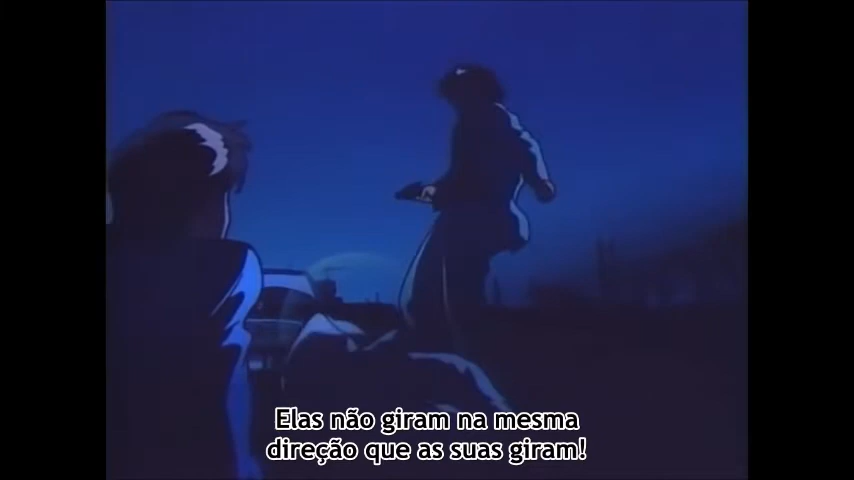 Elas não giram na mesma
direção que as suas giram!